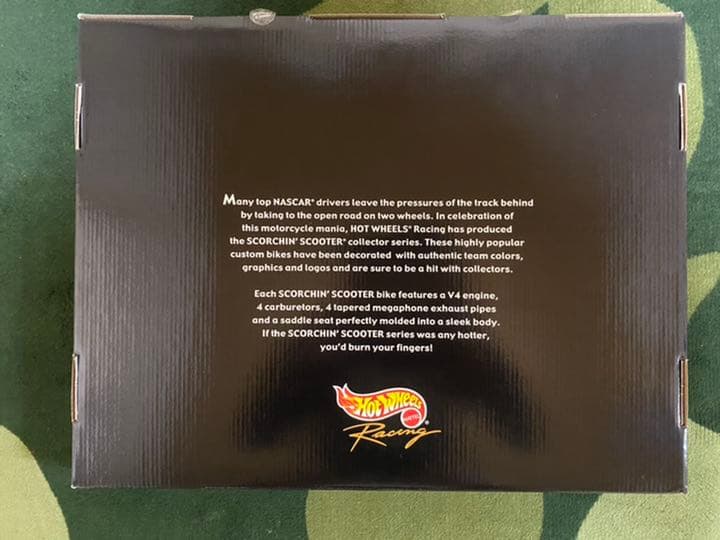 Many top NASCAR® drivers leave the pressures of the track behind
by taking to the open road on two wheels. In celebration of
this motorcycle mania, HOT WHEELS® Racing has produced
the SCORCHIN' SCOOTER® collector series. These highly popular
custom bikes have been decorated with authentic team colors,
graphics and logos and are sure to be a hit with collectors.
Each SCORCHIN' SCOOTER bike features a V4 engine,
4 carburetors, 4 tapered megaphone exhaust pipes
and a saddle seat perfectly molded into a sleek body.
If the SCORCHIN' SCOOTER series was any hotter,
you'd burn your fingers!
Hot Wheels
MATTEL
Racing